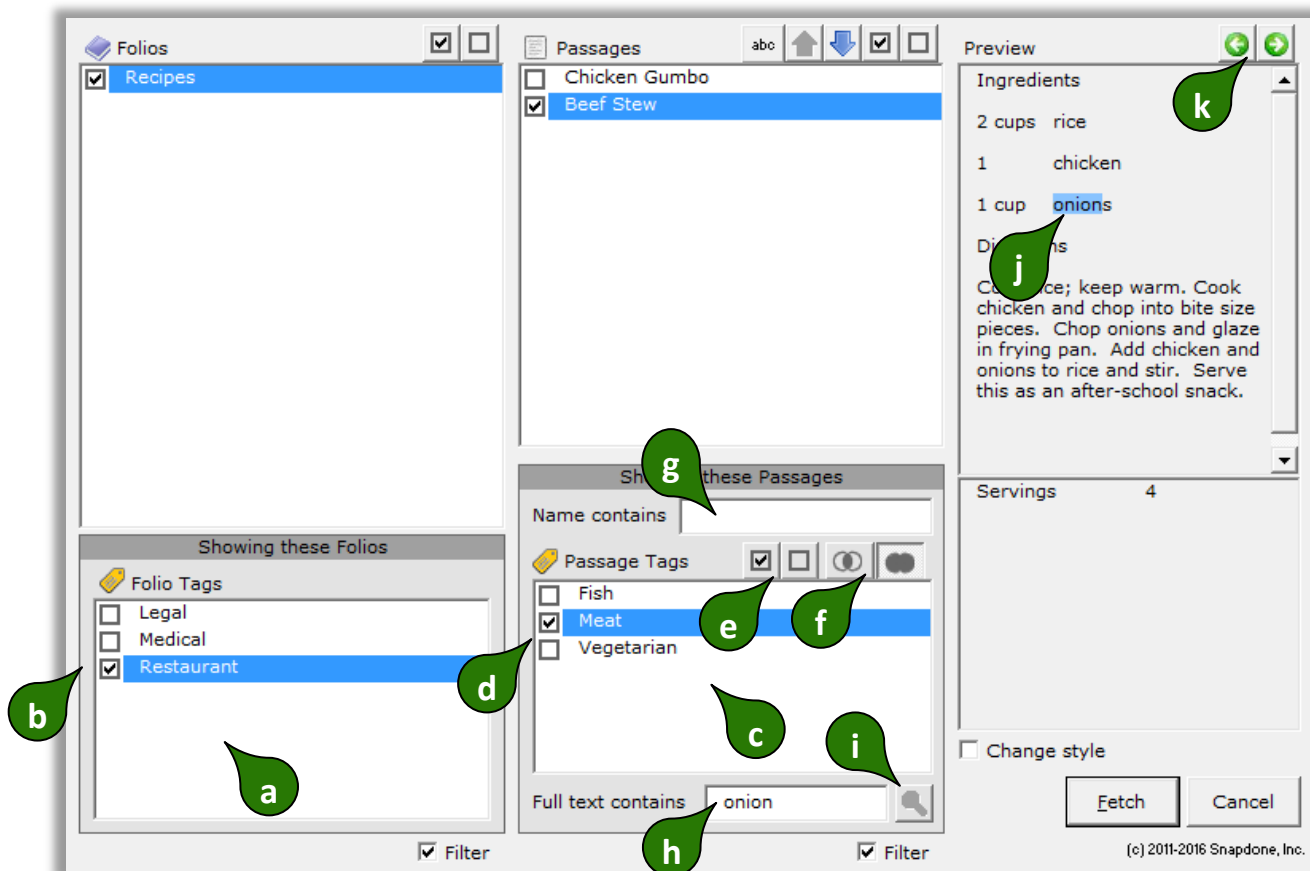 Folios
Recipes
Showing these Folios
Folio Tags
Legal
Medical
Restaurant
Filter
b
a
Passages
abc
Chicken Gumbo
Beef Stew
these Passages
g
Name contains
Passage Tags
Fish
Meat
Vegetarian
e
f
d
c
i
Full text contains onion
h
Filter
Preview
k
Ingredients
2 cups rice
1 chicken
1 cup onions
j
keep warm. Cook
chicken and chop into bite size
pieces. Chop onions and glaze
in frying pan. Add chicken and
onions to rice and stir. Serve
this as an after-school snack.
Servings 4
Change style
Fetch
Cancel
(c) 2011-2016 Snapdone, Inc.